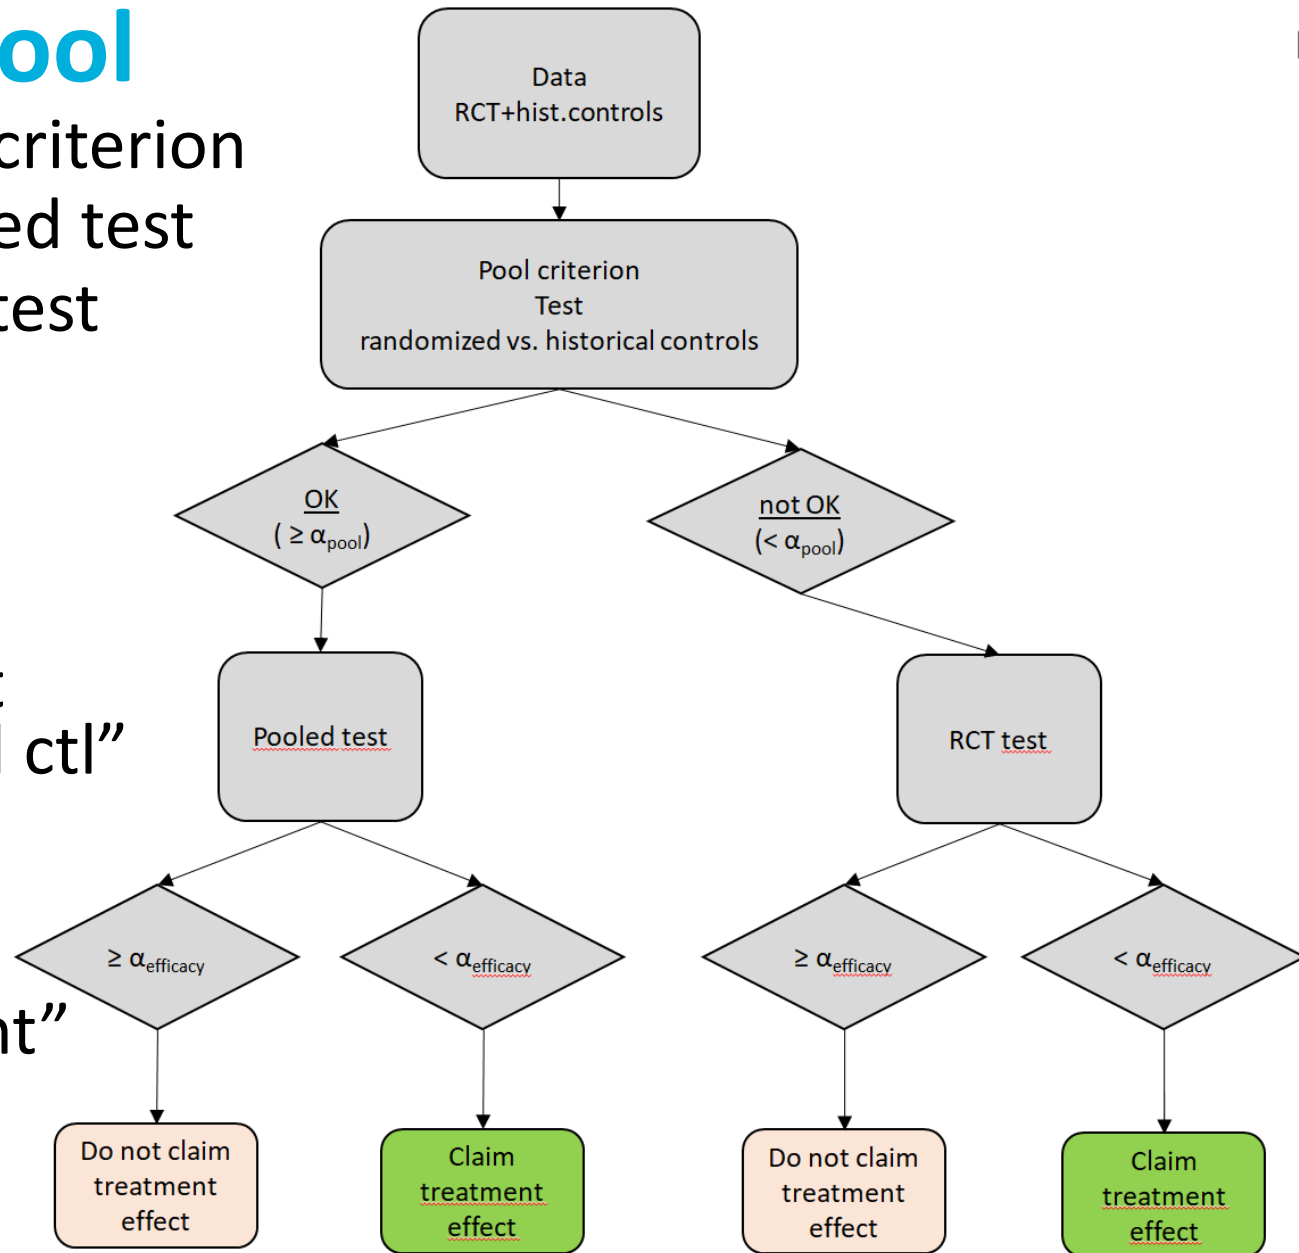 ool
criterion
ed test
test
t
l ctl”
nt”
Data
RCT+hist.controls
Pool criterion
Test
randomized vs. historical controls
OK
( ≥ αpool)
not OK
(< αpool)
Pooled test
RCT test
≥ αefficacy
< αefficacy
≥ αefficacy
< αefficacy
Do not claim
treatment
effect
Claim
treatment
effect
Do not claim
treatment
effect
Claim
treatment
effect